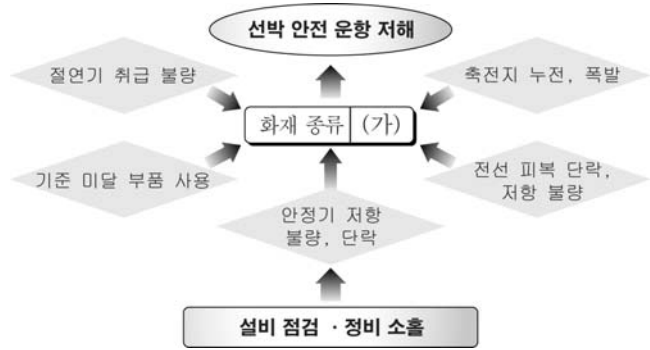 선박 안전 운항 저해
절연기 취급 불량
축전지 누전, 폭발
화재 종류 (가)
기준 미달 부품 사용
전선 피복 단락,
저항 불량
안정기 저항
불량, 단락
설비 점검 · 정비 소홀